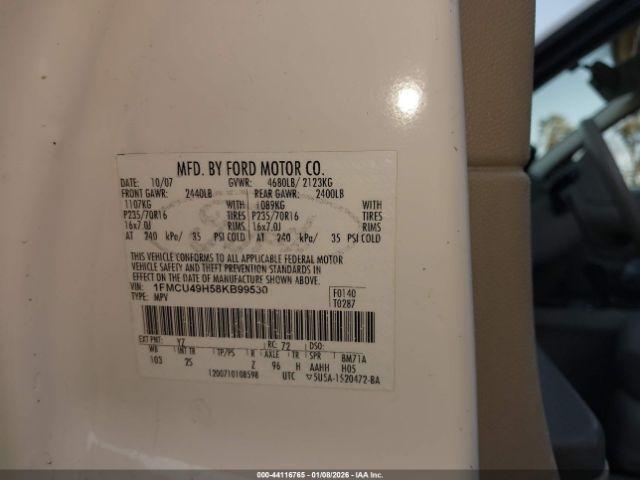 MFD. BY FORD MOTOR CO.
DATE: 10/07 GVWR: 4680LB/ 2123KG
FRONT GAWR: 2440LB REAR GAWR: 2400LB
1107KG WITH 1089KG WITH
P235/70R16 TIRES P235/70R16 TIRES
16x7.0J RIMS 16x7.0J RIMS
AT 240 kPa/ 35 PSI COLD AT 240 kPa/ 35 PSI COLD
THIS VEHICLE CONFORMS TO ALL APPLICABLE FEDERAL MOTOR
VEHICLE SAFETY AND THEFT PREVENTION STANDARDS IN
EFFECT ON THE DATE OF MANUFACTURE SHOWN ABOVE.
VIN: 1FMCU49H58KB99530 F0140
TYPE: MPV T0287
EXT PNT: YZ RC: 72 DSO:
WB INT TR TP/PS R AXLE TR SPR BM71A
103 25 Z 96 H AAHH H05
1200710108598 UTC 5U5A-1520472-BA
000-44116765 | 01/08/2026 | IAA, Inc.